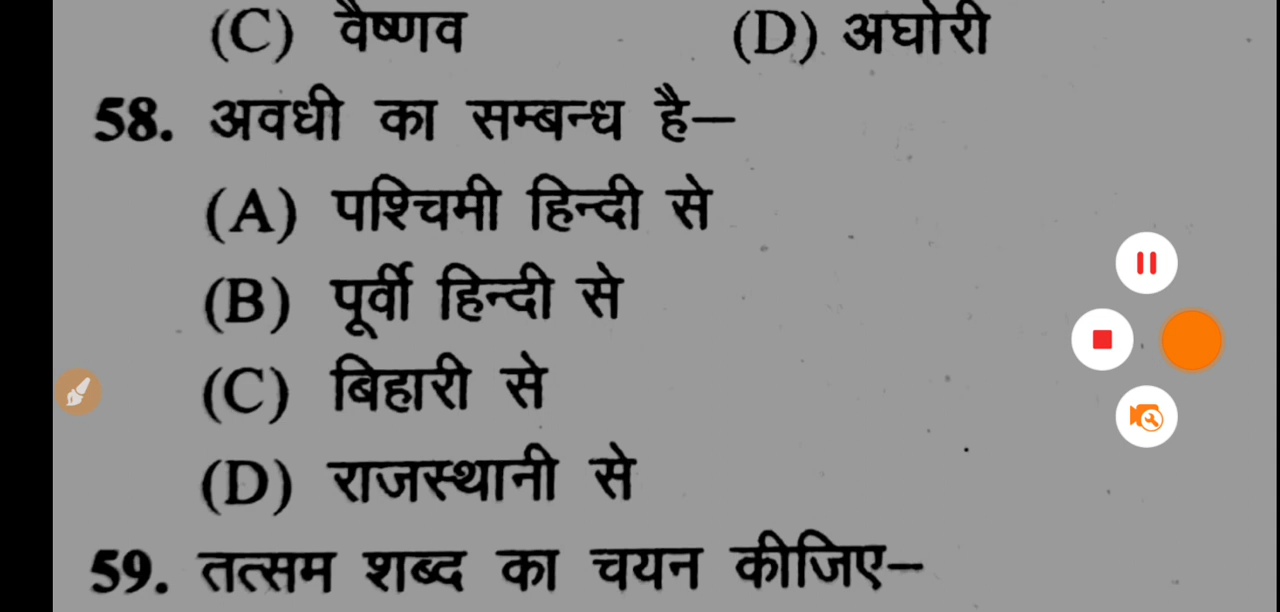 (C) वैष्णव (D) अघोरी
58. अवधी का सम्बन्ध है–
(A) पश्चिमी हिन्दी से
(B) पूर्वी हिन्दी से
(C) बिहारी से
(D) राजस्थानी से
59. तत्सम शब्द का चयन कीजिए–